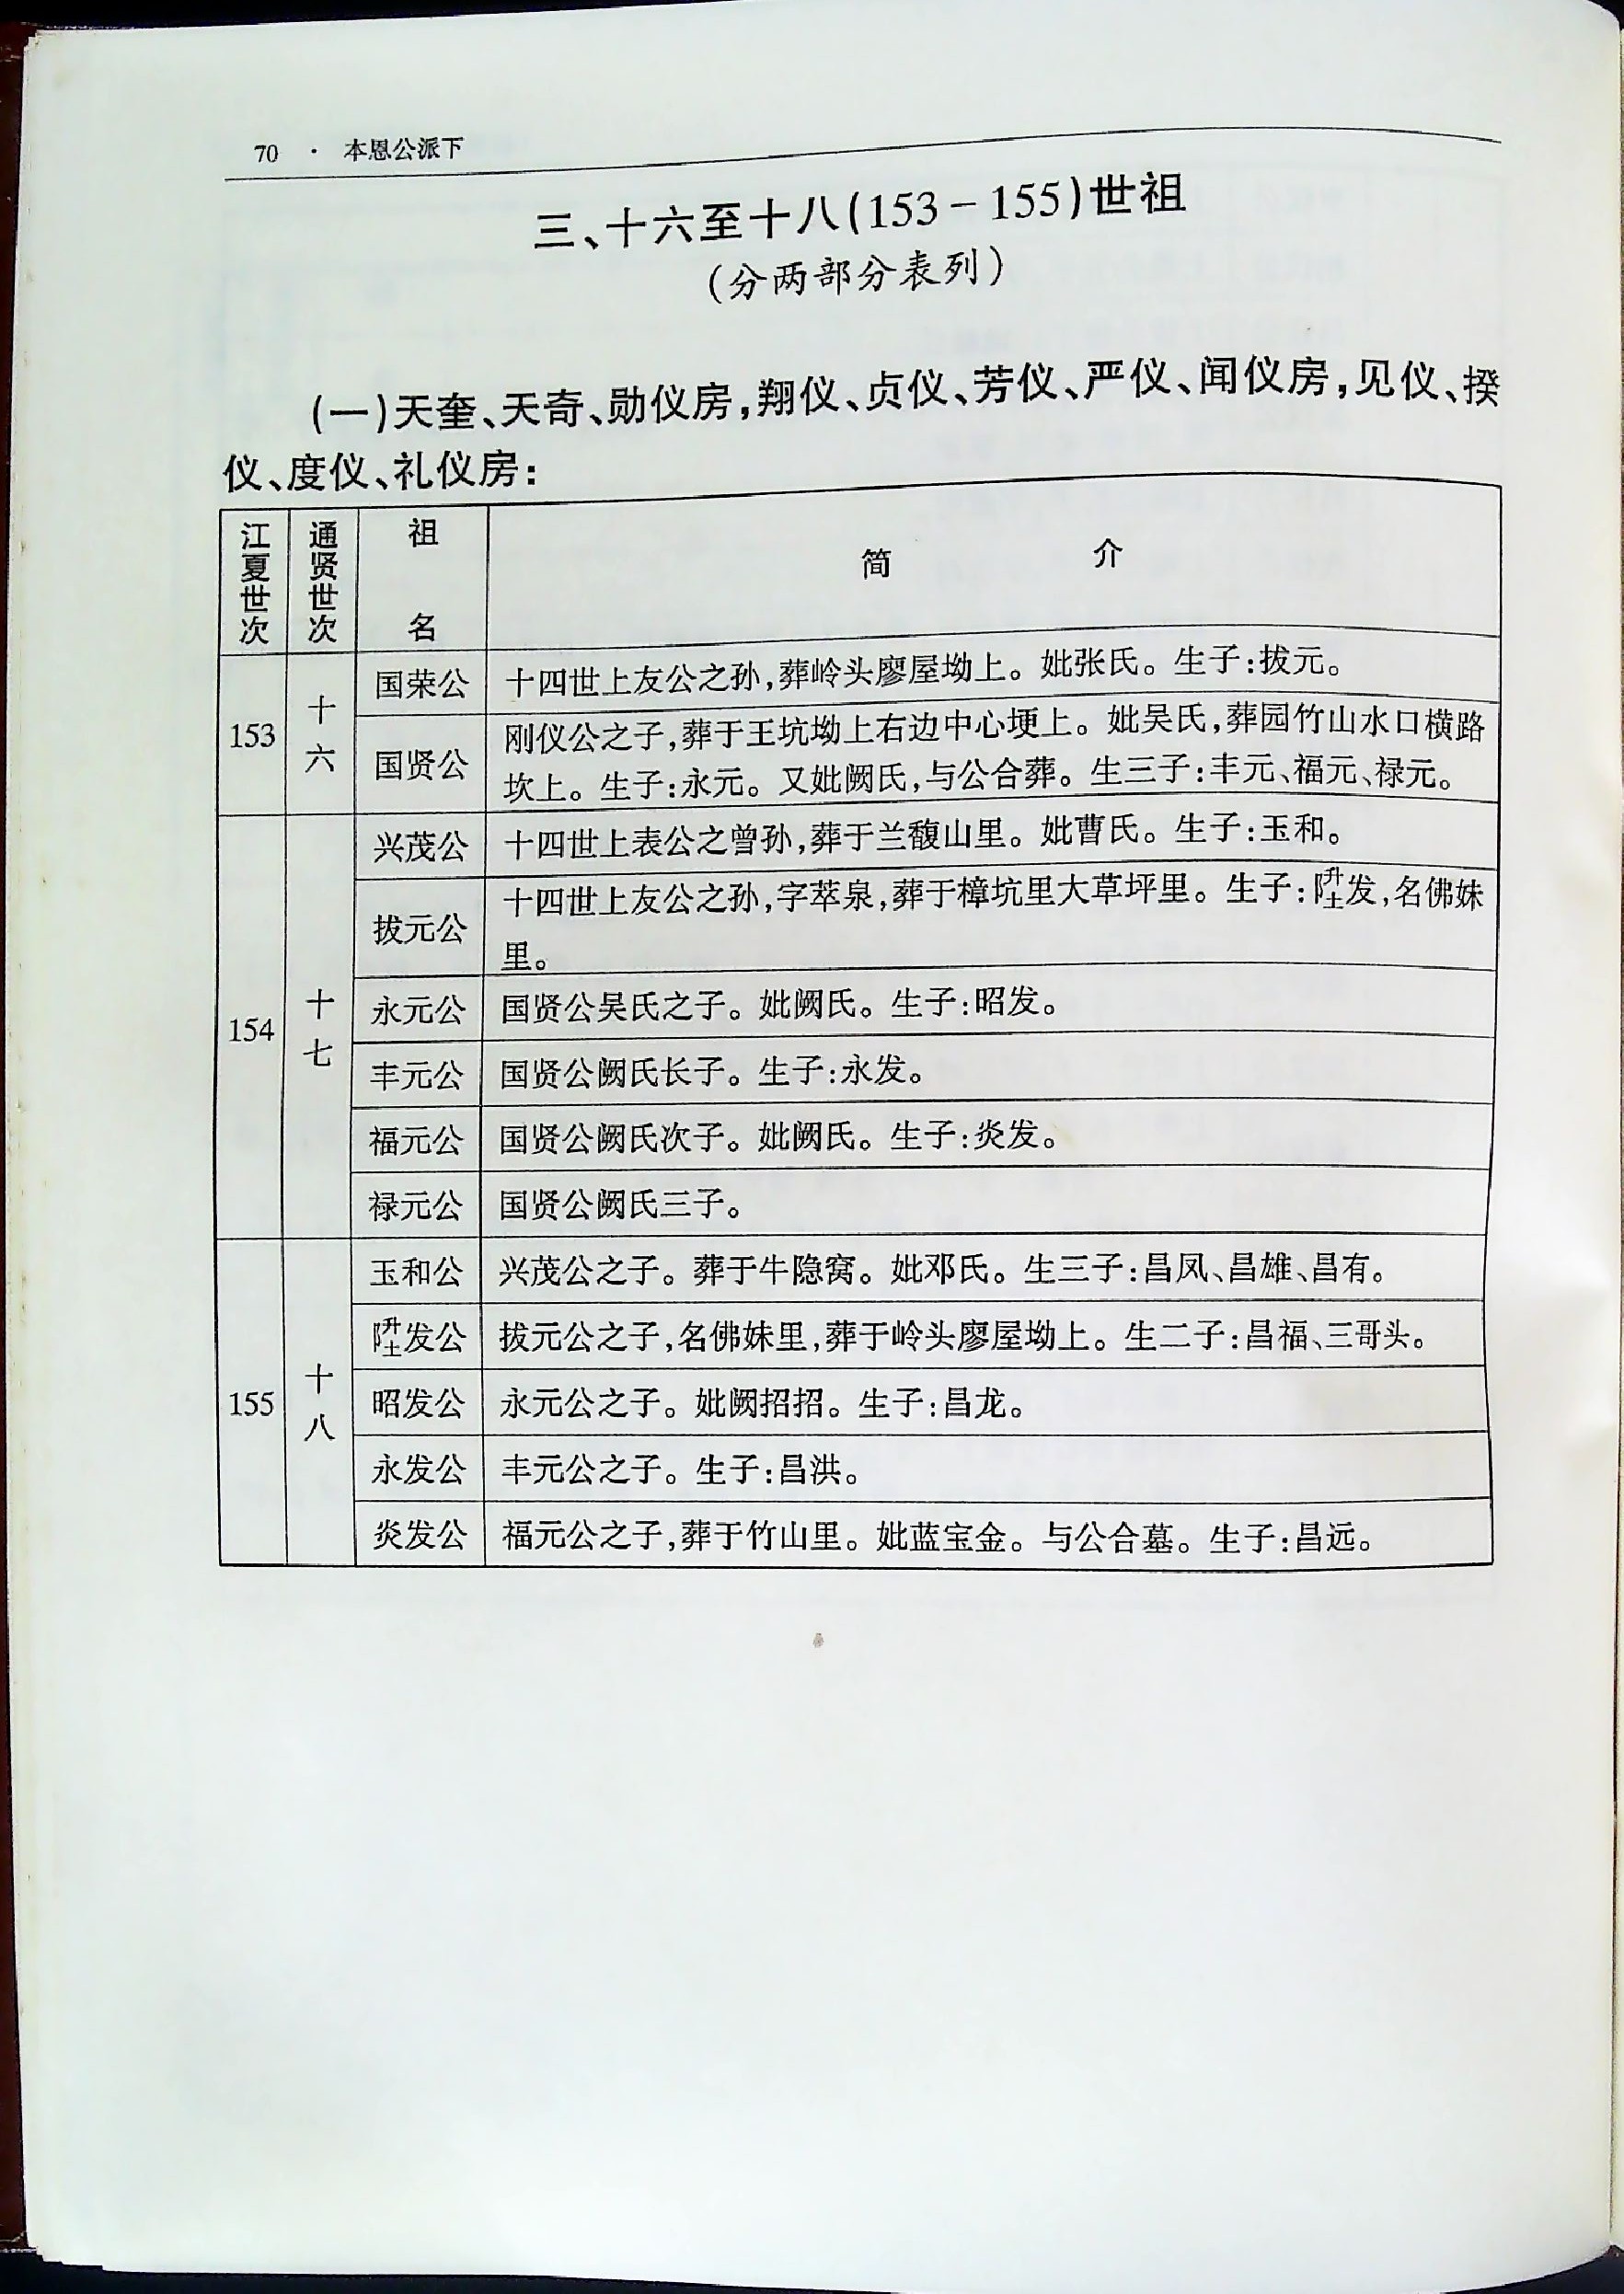 70 · 本恩公派下
三、十六至十八(153-155)世祖
(分两部分表列)
(一)天奎、天奇、勋仪房,翔仪、贞仪、芳仪、严仪、闻仪房,见仪、揆
仪、度仪、礼仪房:
江夏世次 通贤世次 祖名 简介
153 十六 国荣公 十四世上友公之孙,葬岭头廖屋坳上。妣张氏。生子:拔元。
国贤公 刚仪公之子,葬于王坑坳上右边中心埂上。妣吴氏,葬园竹山水口横路
坎上。生子:永元。又妣阙氏,与公合葬。生三子:丰元、福元、禄元。
154 十七 兴茂公 十四世上表公之曾孙,葬于兰馥山里。妣曹氏。生子:玉和。
拔元公 十四世上友公之孙,字萃泉,葬于樟坑里大草坪里。生子:陞发,名佛妹
里。
永元公 国贤公吴氏之子。妣阙氏。生子:昭发。
丰元公 国贤公阙氏长子。生子:永发。
福元公 国贤公阙氏次子。妣阙氏。生子:炎发。
禄元公 国贤公阙氏三子。
155 十八 玉和公 兴茂公之子。葬于牛隐窝。妣邓氏。生三子:昌凤、昌雄、昌有。
陞发公 拔元公之子,名佛妹里,葬于岭头廖屋坳上。生二子:昌福、三哥头。
昭发公 永元公之子。妣阙招招。生子:昌龙。
永发公 丰元公之子。生子:昌洪。
炎发公 福元公之子,葬于竹山里。妣蓝宝金。与公合墓。生子:昌远。